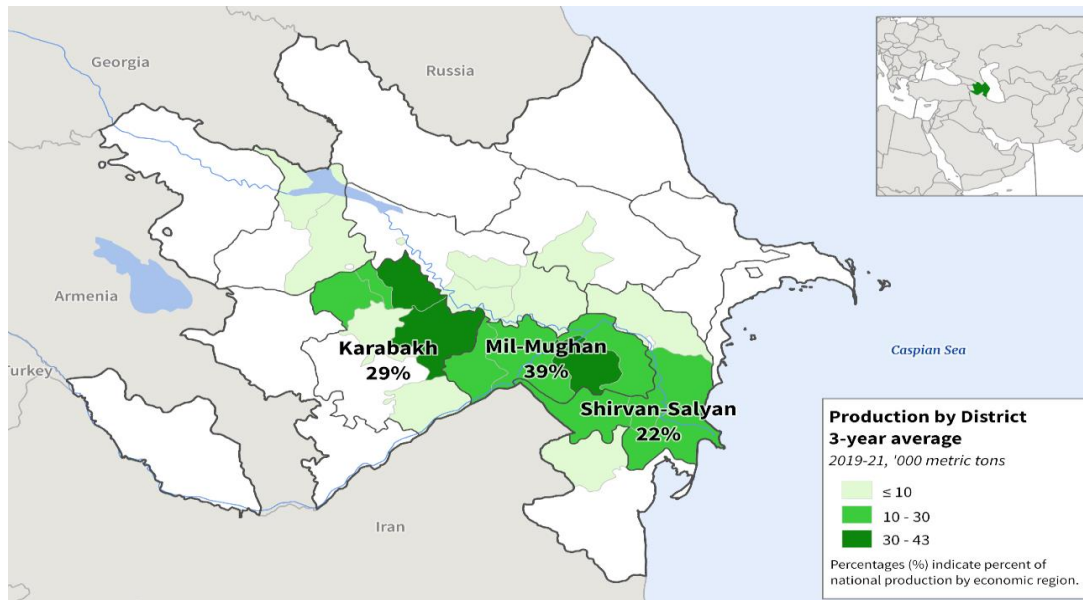 Georgia
Russia
Armenia
Karabakh
29%
Mil-Mughan
39%
Caspian Sea
Turkey
Shirvan-Salyan
22%
Iran
Production by District
3-year average
2019-21, '000 metric tons
≤ 10
10 - 30
30 - 43
Percentages (%) indicate percent of
national production by economic region.